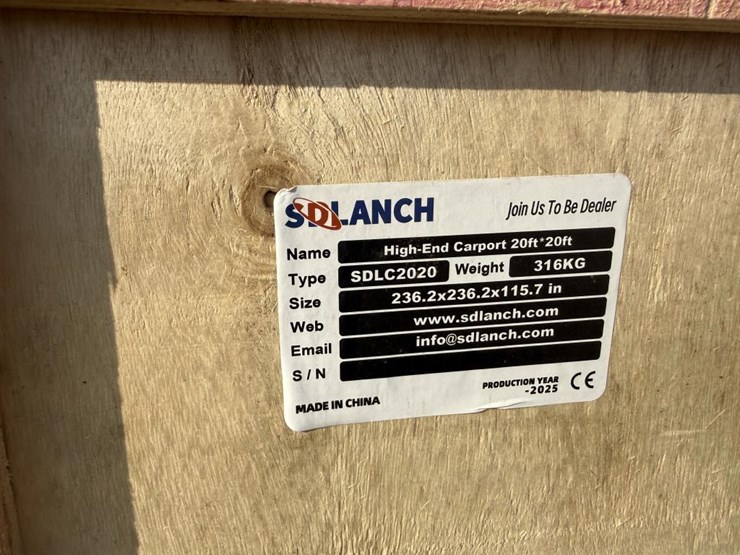 SDLANCH Join Us To Be Dealer
Name High-End Carport 20ft*20ft
Type SDLC2020 Weight 316KG
Size 236.2x236.2x115.7 in
Web www.sdlanch.com
Email info@sdlanch.com
S / N
MADE IN CHINA PRODUCTION YEAR CE
-2025